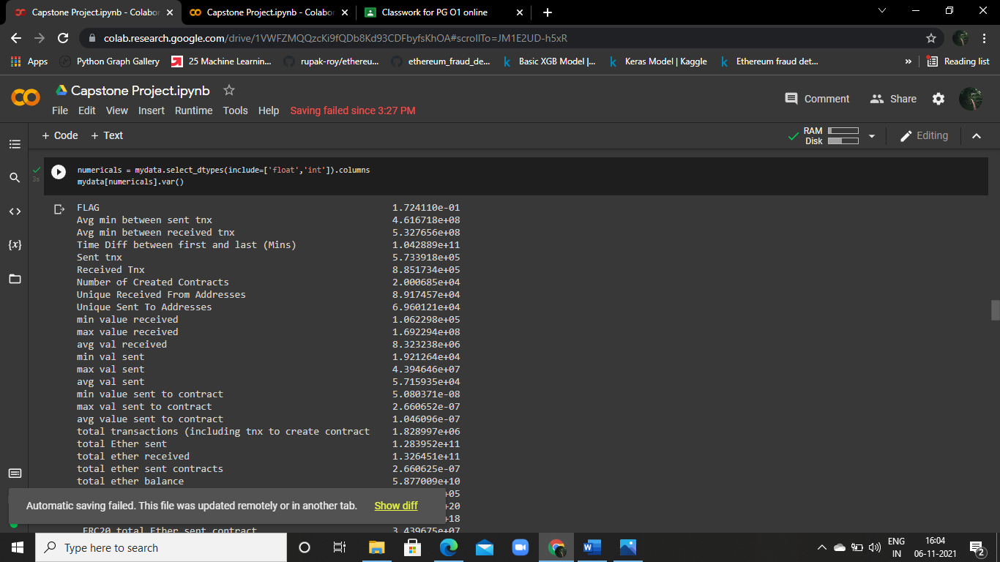 Capstone Project.ipynb - Colabor
Capstone Project.ipynb - Colabor
Classwork for PG O1 online
colab.research.google.com/drive/1VWFZMQQzcKi9fQDb8Kd93CDFbyfsKhOA#scrollTo=JM1E2UD-h5xR
Apps
Python Graph Gallery
25 Machine Learnin...
rupak-roy/ethereu...
ethereum_fraud_de...
Basic XGB Model |...
Keras Model | Kaggle
Ethereum fraud det...
»
Reading list
Capstone Project.ipynb
Comment
Share
File Edit View Insert Runtime Tools Help Saving failed since 3:27 PM
+ Code + Text
RAM
Disk
Editing
3s
numericals = mydata.select_dtypes(include=['float','int']).columns
mydata[numericals].var()
FLAG 1.724110e-01
Avg min between sent tnx 4.616718e+08
Avg min between received tnx 5.327656e+08
Time Diff between first and last (Mins) 1.042889e+11
Sent tnx 5.733918e+05
Received Tnx 8.851734e+05
Number of Created Contracts 2.000685e+04
Unique Received From Addresses 8.917457e+04
Unique Sent To Addresses 6.960121e+04
min value received 1.062298e+05
max value received 1.692294e+08
avg val received 8.323238e+06
min val sent 1.921264e+04
max val sent 4.394646e+07
avg val sent 5.715935e+04
min value sent to contract 5.080371e-08
max val sent to contract 2.660652e-07
avg value sent to contract 1.046096e-07
total transactions (including tnx to create contract 1.828997e+06
total Ether sent 1.283952e+11
total ether received 1.326451e+11
total ether sent contracts 2.660625e-07
total ether balance 5.877009e+10
+05
+20
+18
ERC20 total Ether sent contract 3.439675e+07
Automatic saving failed. This file was updated remotely or in another tab. Show diff
{x}
Type here to search
ENG
IN
16:04
06-11-2021
2